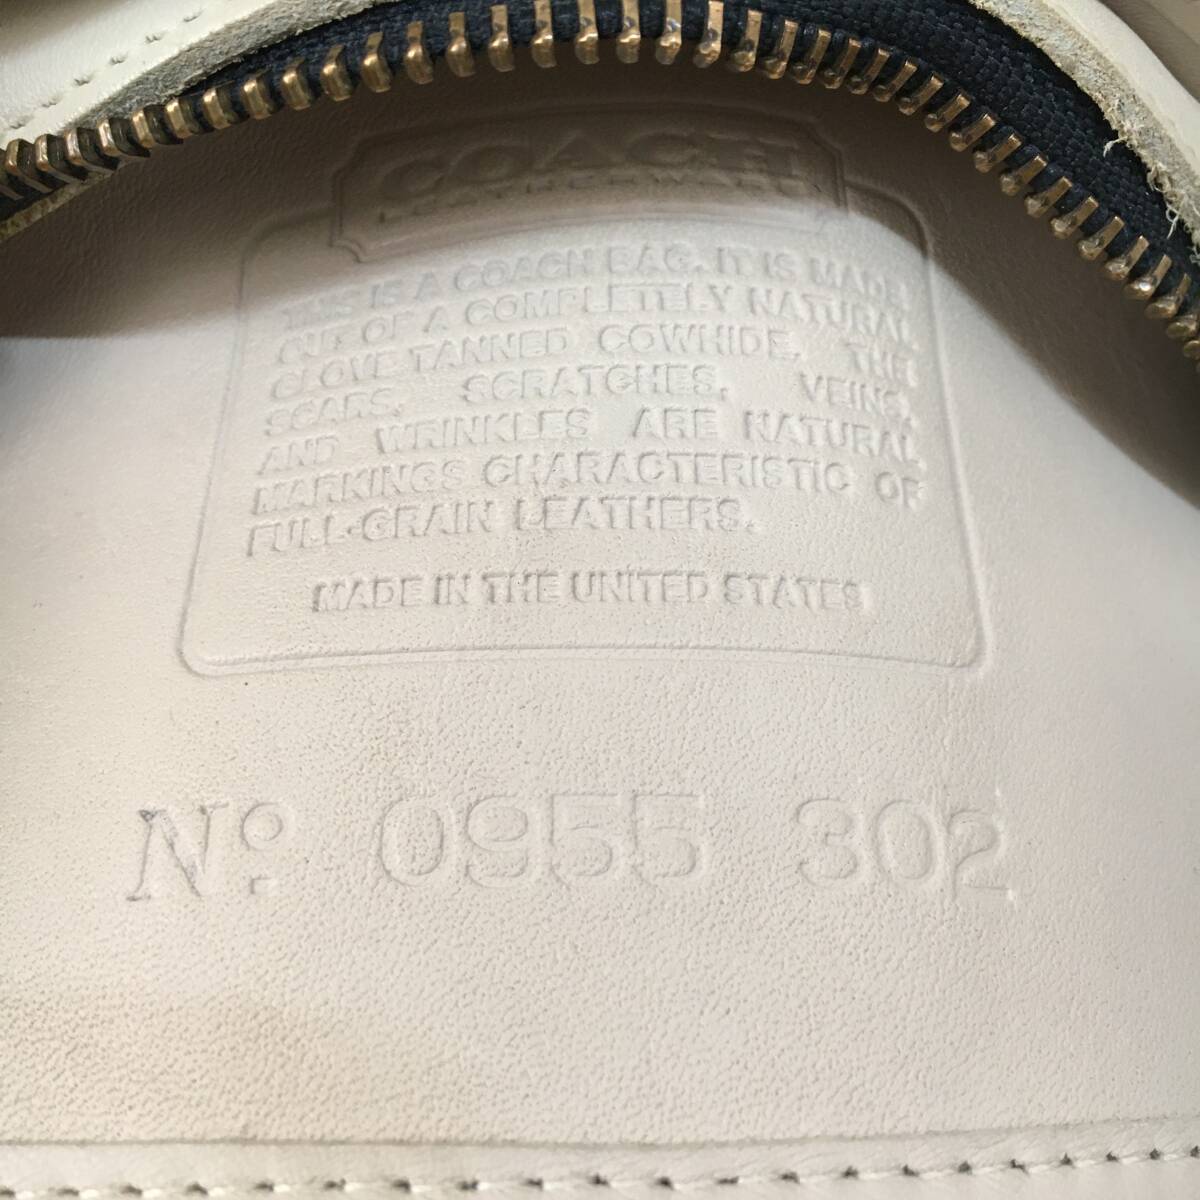 COACH
LEATHERWARE
THIS IS A COACH BAG. IT IS MADE
OUT OF A COMPLETELY NATURAL
GLOVE TANNED COWHIDE. THE
SCARS, SCRATCHES, VEINS,
AND WRINKLES ARE NATURAL
MARKINGS CHARACTERISTIC OF
FULL-GRAIN LEATHERS.
MADE IN THE UNITED STATES
Nº 0955 302